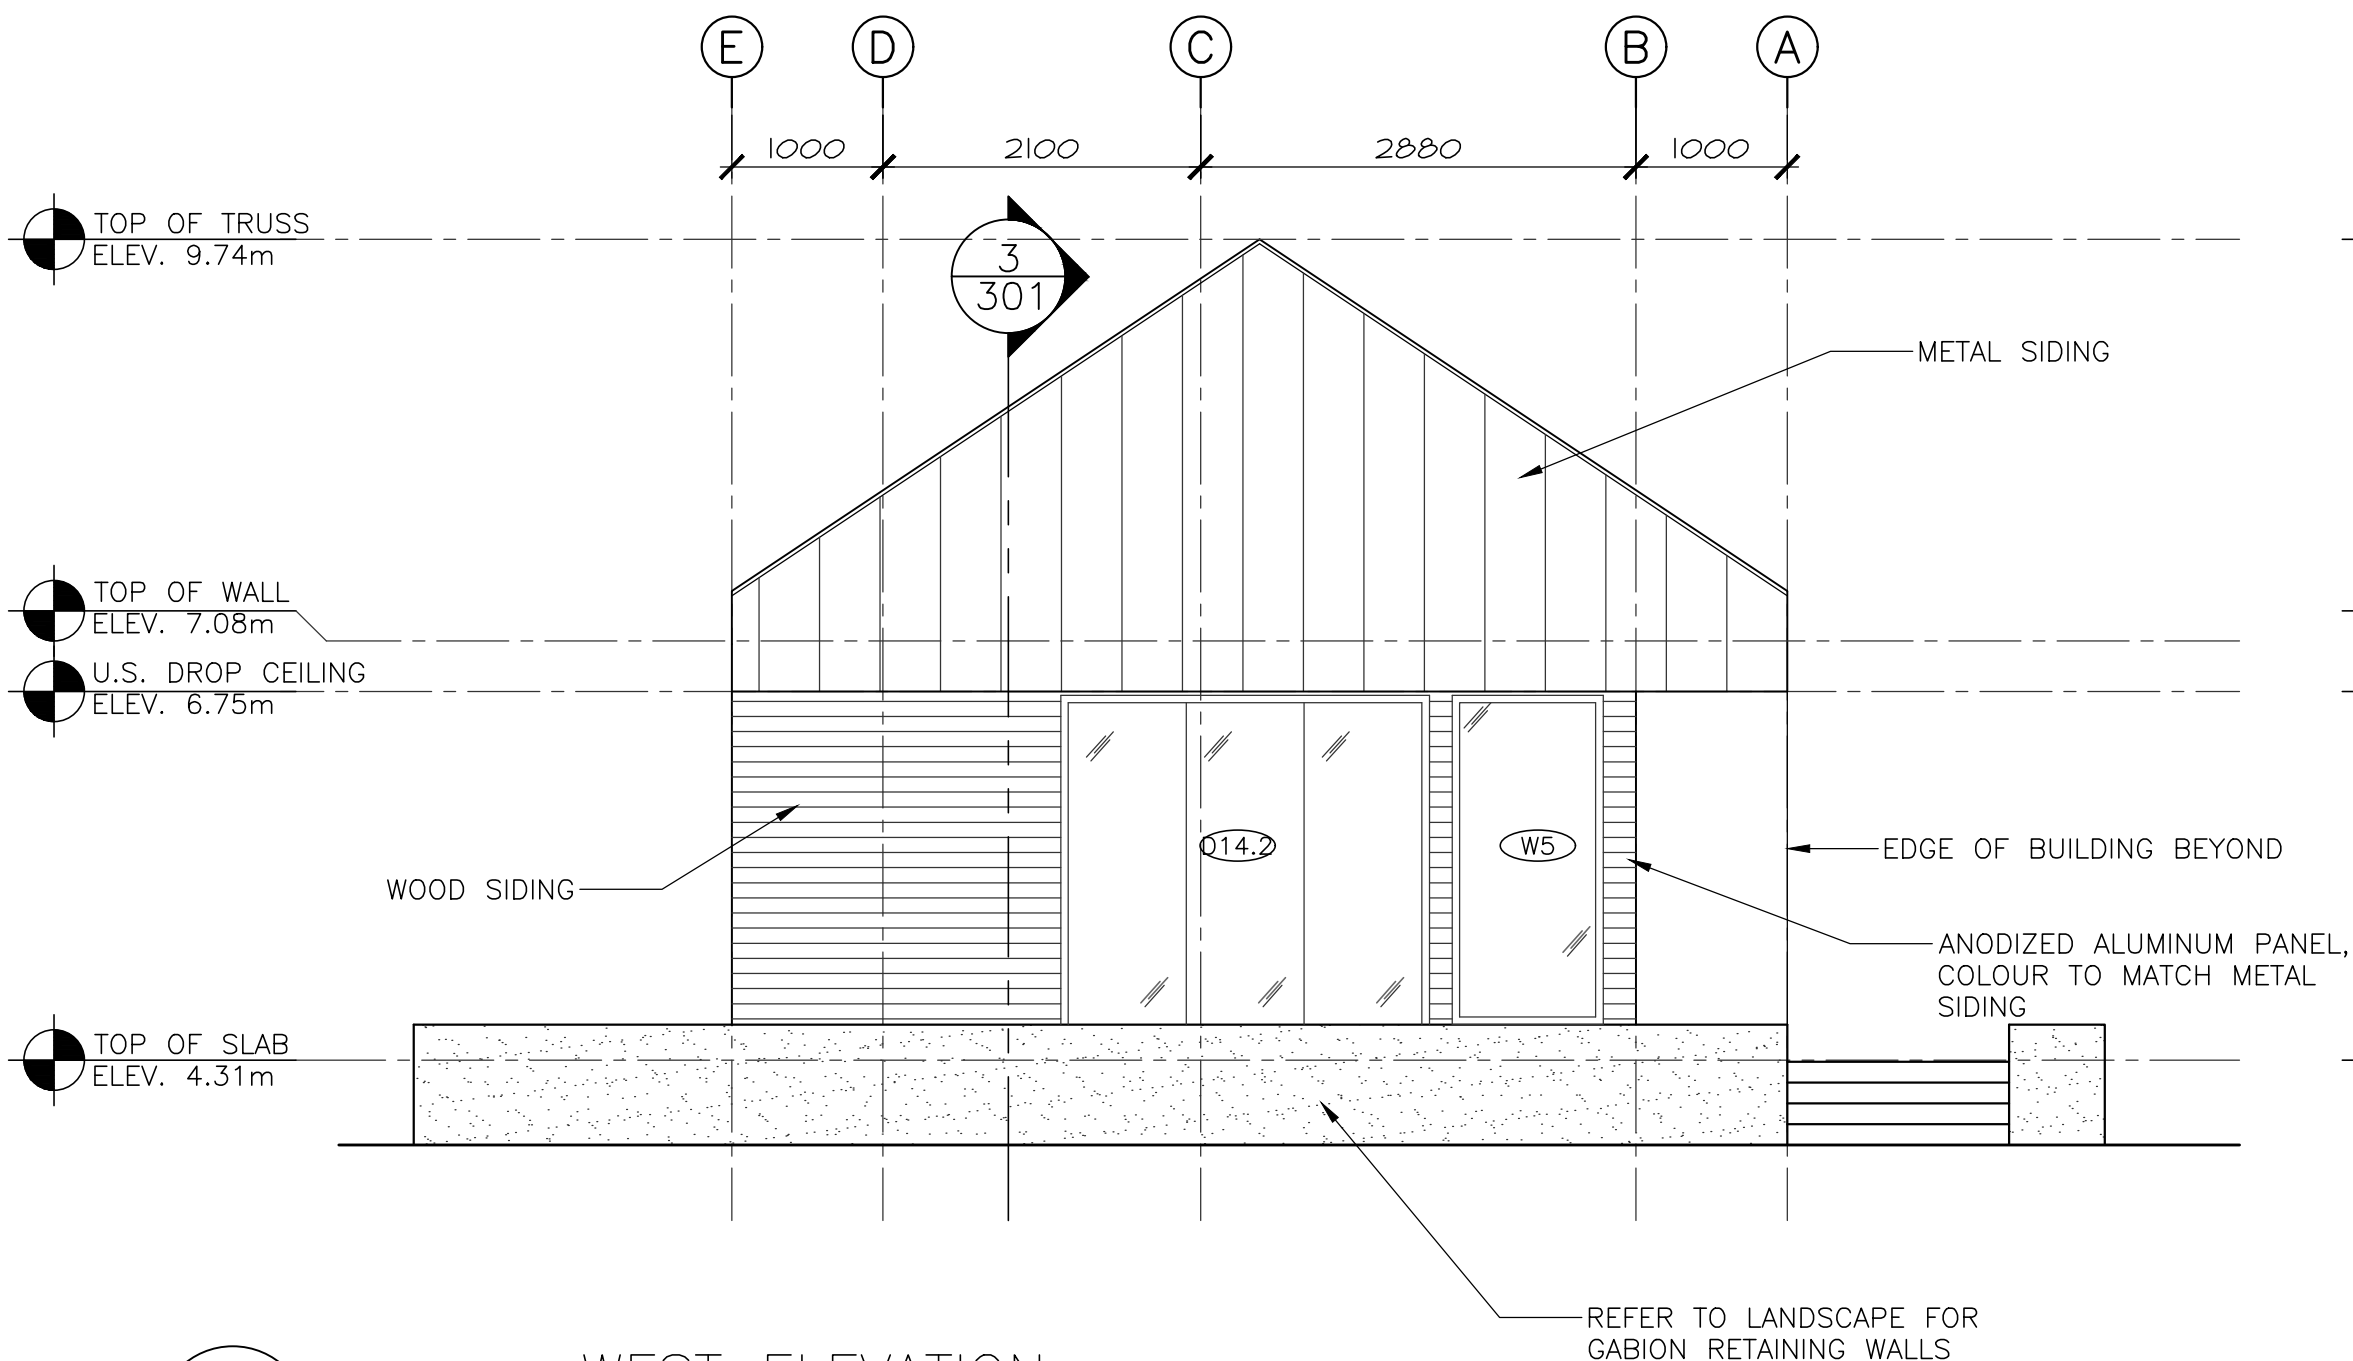 E D C B A
1000 2100 2880 1000
TOP OF TRUSS
ELEV. 9.74m
3
301
METAL SIDING
TOP OF WALL
ELEV. 7.08m
U.S. DROP CEILING
ELEV. 6.75m
D14.2 W5
EDGE OF BUILDING BEYOND
WOOD SIDING
ANODIZED ALUMINUM PANEL,
COLOUR TO MATCH METAL
SIDING
TOP OF SLAB
ELEV. 4.31m
REFER TO LANDSCAPE FOR
GABION RETAINING WALLS
WEST ELEVATION